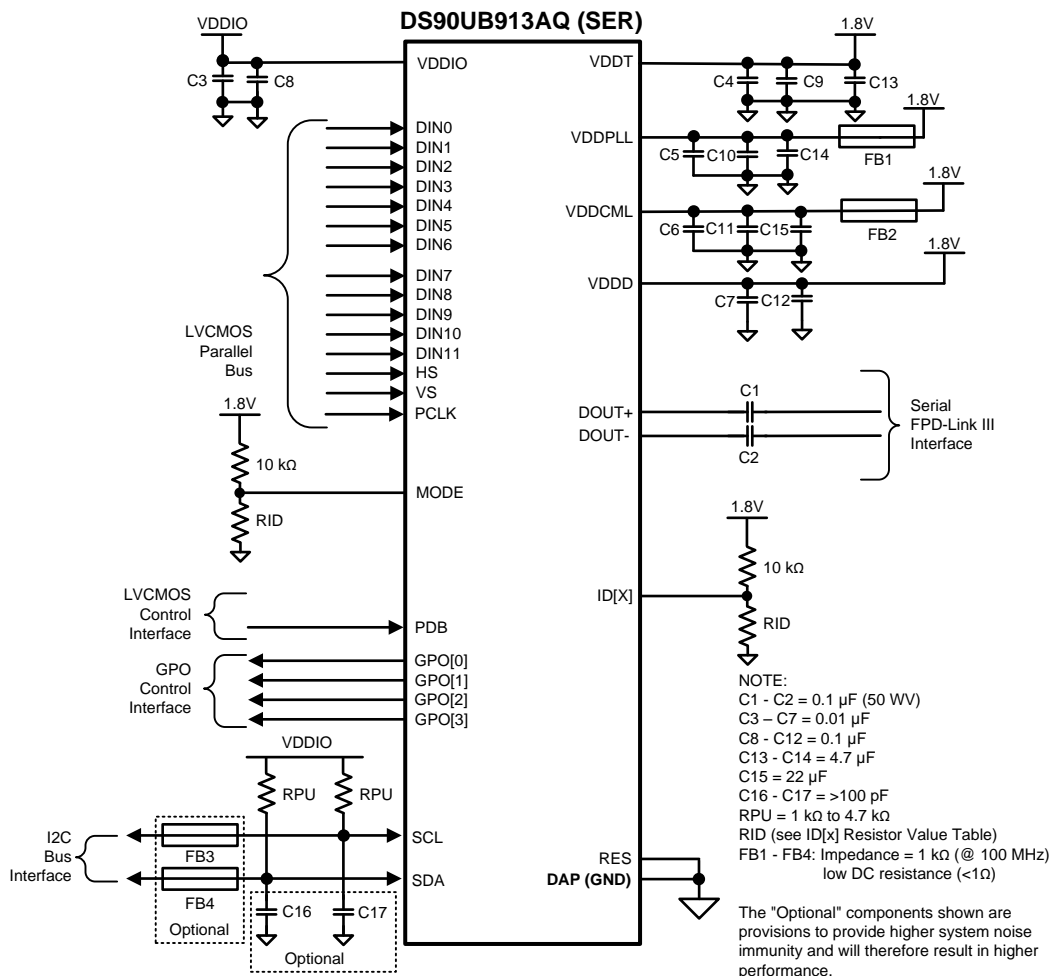 DS90UB913AQ (SER)
VDDIO
C3
C8
VDDIO
DIN0
DIN1
DIN2
DIN3
DIN4
DIN5
DIN6
DIN7
DIN8
DIN9
DIN10
DIN11
HS
VS
PCLK
LVCMOS
Parallel
Bus
1.8V
10 kΩ
MODE
RID
LVCMOS
Control
Interface
PDB
GPO
Control
Interface
GPO[0]
GPO[1]
GPO[2]
GPO[3]
VDDIO
RPU
RPU
I2C
Bus
Interface
FB3
SCL
FB4
SDA
Optional
C16
C17
Optional
VDDT
1.8V
C4
C9
C13
VDDPLL
1.8V
C5
C10
C14
FB1
VDDCML
1.8V
C6
C11
C15
FB2
VDDD
1.8V
C7
C12
DOUT+
DOUT-
C1
C2
Serial
FPD-Link III
Interface
1.8V
10 kΩ
ID[X]
RID
RES
DAP (GND)
NOTE:
C1 - C2 = 0.1 µF (50 WV)
C3 – C7 = 0.01 µF
C8 - C12 = 0.1 µF
C13 - C14 = 4.7 µF
C15 = 22 µF
C16 - C17 = >100 pF
RPU = 1 kΩ to 4.7 kΩ
RID (see ID[x] Resistor Value Table)
FB1 - FB4: Impedance = 1 kΩ (@ 100 MHz)
low DC resistance (<1Ω)
The "Optional" components shown are
provisions to provide higher system noise
immunity and will therefore result in higher
performance.